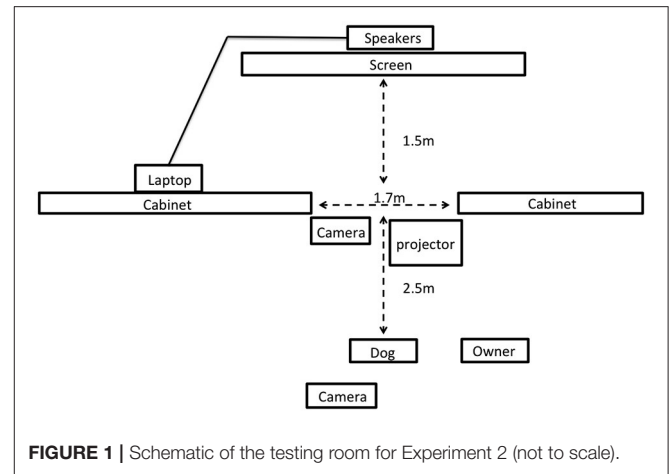 Speakers
Screen
1.5m
Laptop
Cabinet
1.7m
Cabinet
Camera
projector
2.5m
Dog
Owner
Camera
FIGURE 1 | Schematic of the testing room for Experiment 2 (not to scale).